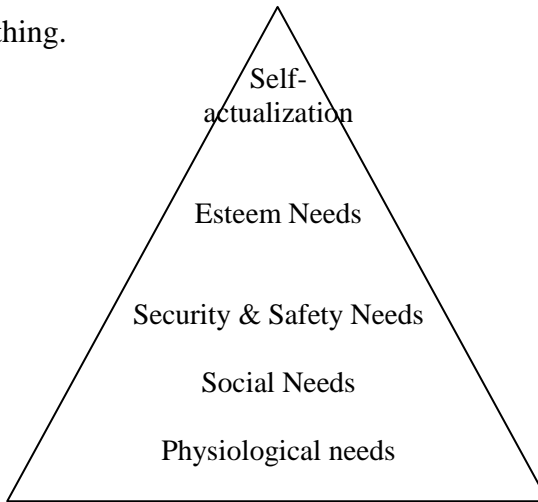 thing.
Self-
actualization
Esteem Needs
Security & Safety Needs
Social Needs
Physiological needs